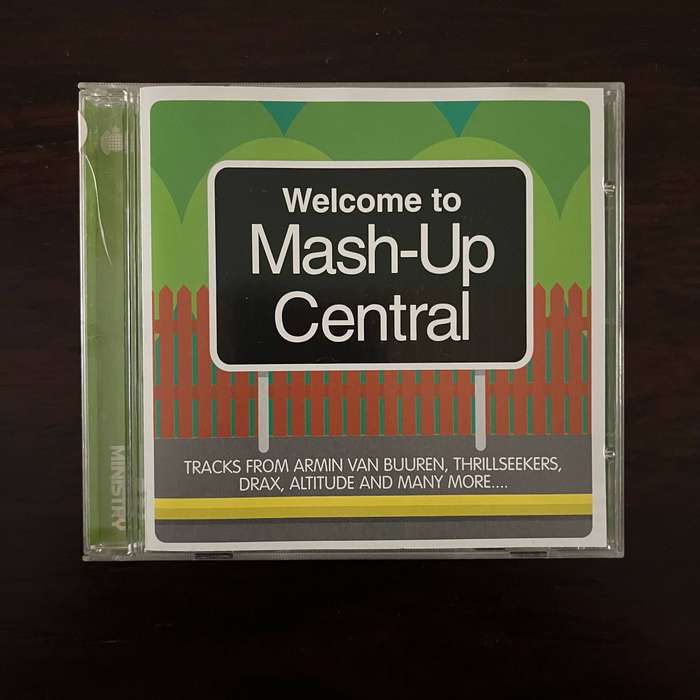 Welcome to
Mash-Up
Central
TRACKS FROM ARMIN VAN BUUREN, THRILLSEEKERS,
DRAX, ALTITUDE AND MANY MORE....
MINISTRY